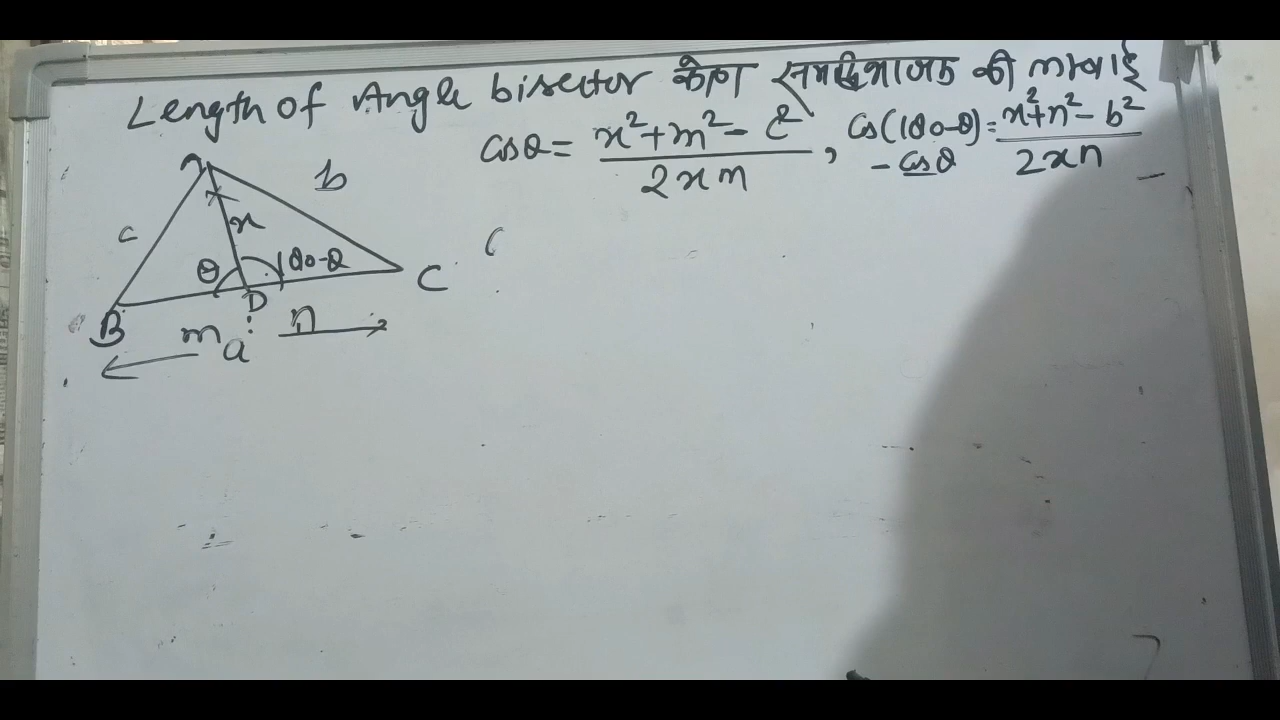 Length of Angle bisector कोण समद्विभाजक की लम्बाई
cosθ = x²+m²-c² / 2xm , cos(180-θ) = x²+n²-b² / 2xn
-cosθ
A
b
c
x
θ
180-θ
C
(
B
D
m
a
n